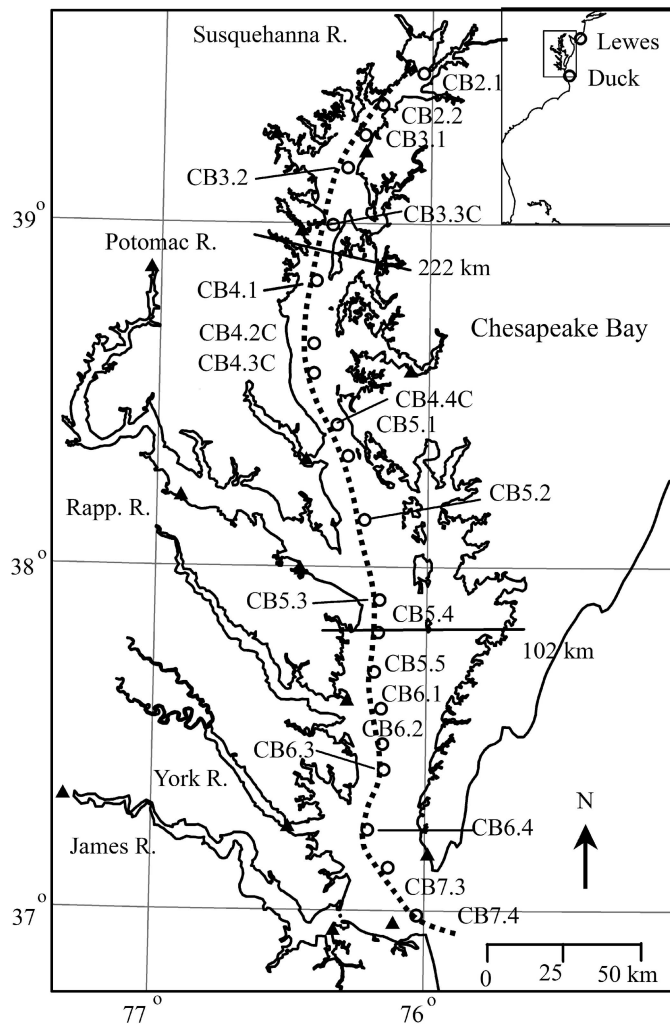 Susquehanna R.
Lewes
Duck
CB2.1
CB2.2
CB3.1
CB3.2
CB3.3C
39°
Potomac R.
222 km
CB4.1
Chesapeake Bay
CB4.2C
CB4.3C
CB4.4C
CB5.1
CB5.2
Rapp. R.
38°
CB5.3
CB5.4
102 km
CB5.5
CB6.1
CB6.2
CB6.3
York R.
N
CB6.4
James R.
CB7.3
37°
CB7.4
0 25 50 km
77° 76°